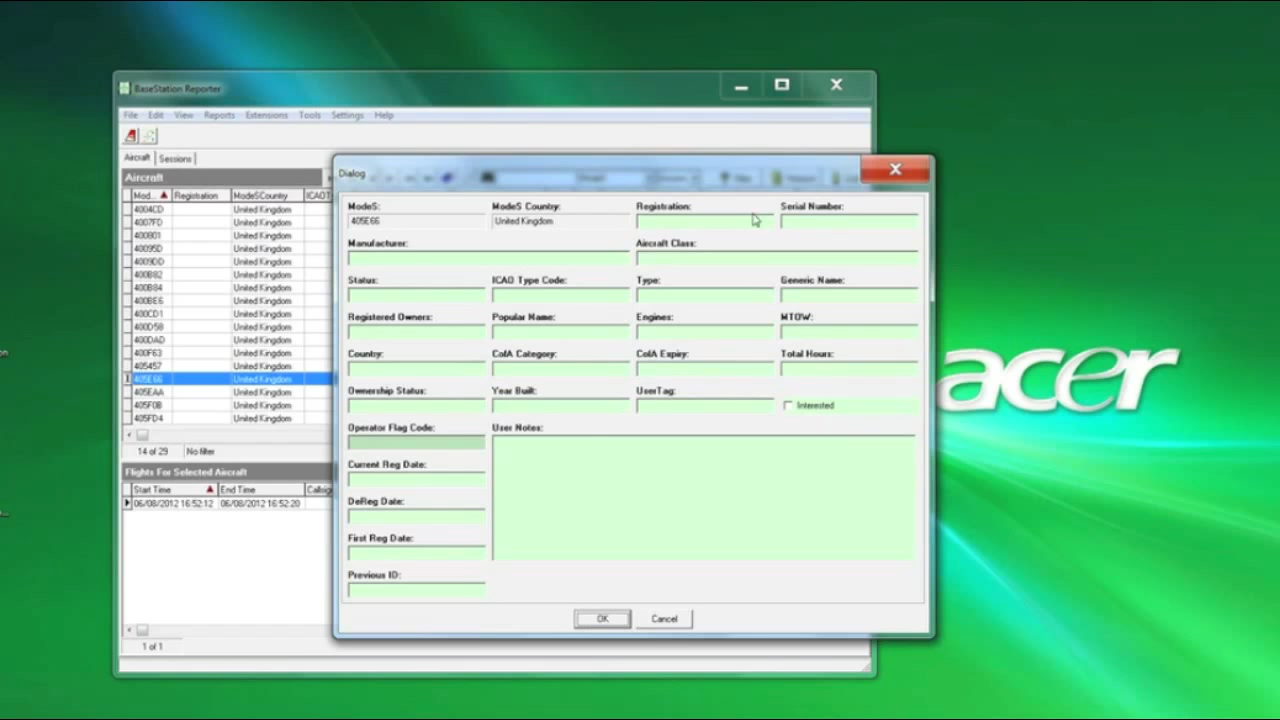 BaseStation Reporter
File Edit View Reports Extensions Tools Settings Help
Aircraft Sessions
Aircraft
Mod... Registration ModeSCountry ICAOT
4004CD United Kingdom
4007FD United Kingdom
400801 United Kingdom
40095D United Kingdom
4009DD United Kingdom
400B82 United Kingdom
400B84 United Kingdom
400BE6 United Kingdom
400CD1 United Kingdom
400D5B United Kingdom
400DAD United Kingdom
400F63 United Kingdom
405457 United Kingdom
405E66 United Kingdom
405EAA United Kingdom
405F0B United Kingdom
405FD4 United Kingdom
14 of 29 No filter
Flights For Selected Aircraft
Start Time End Time Callsig
06/08/2012 16:52:12 06/08/2012 16:52:20
1 of 1
Dialog
ModeS: ModeS Country: Registration: Serial Number:
405E66 United Kingdom
Manufacturer: Aircraft Class:
Status: ICAO Type Code: Type: Generic Name:
Registered Owners: Popular Name: Engines: MTOW:
Country: CofA Category: CofA Expiry: Total Hours:
Ownership Status: Year Built: UserTag:
Interested
Operator Flag Code: User Notes:
Current Reg Date:
DeReg Date:
First Reg Date:
Previous ID:
OK Cancel
acer